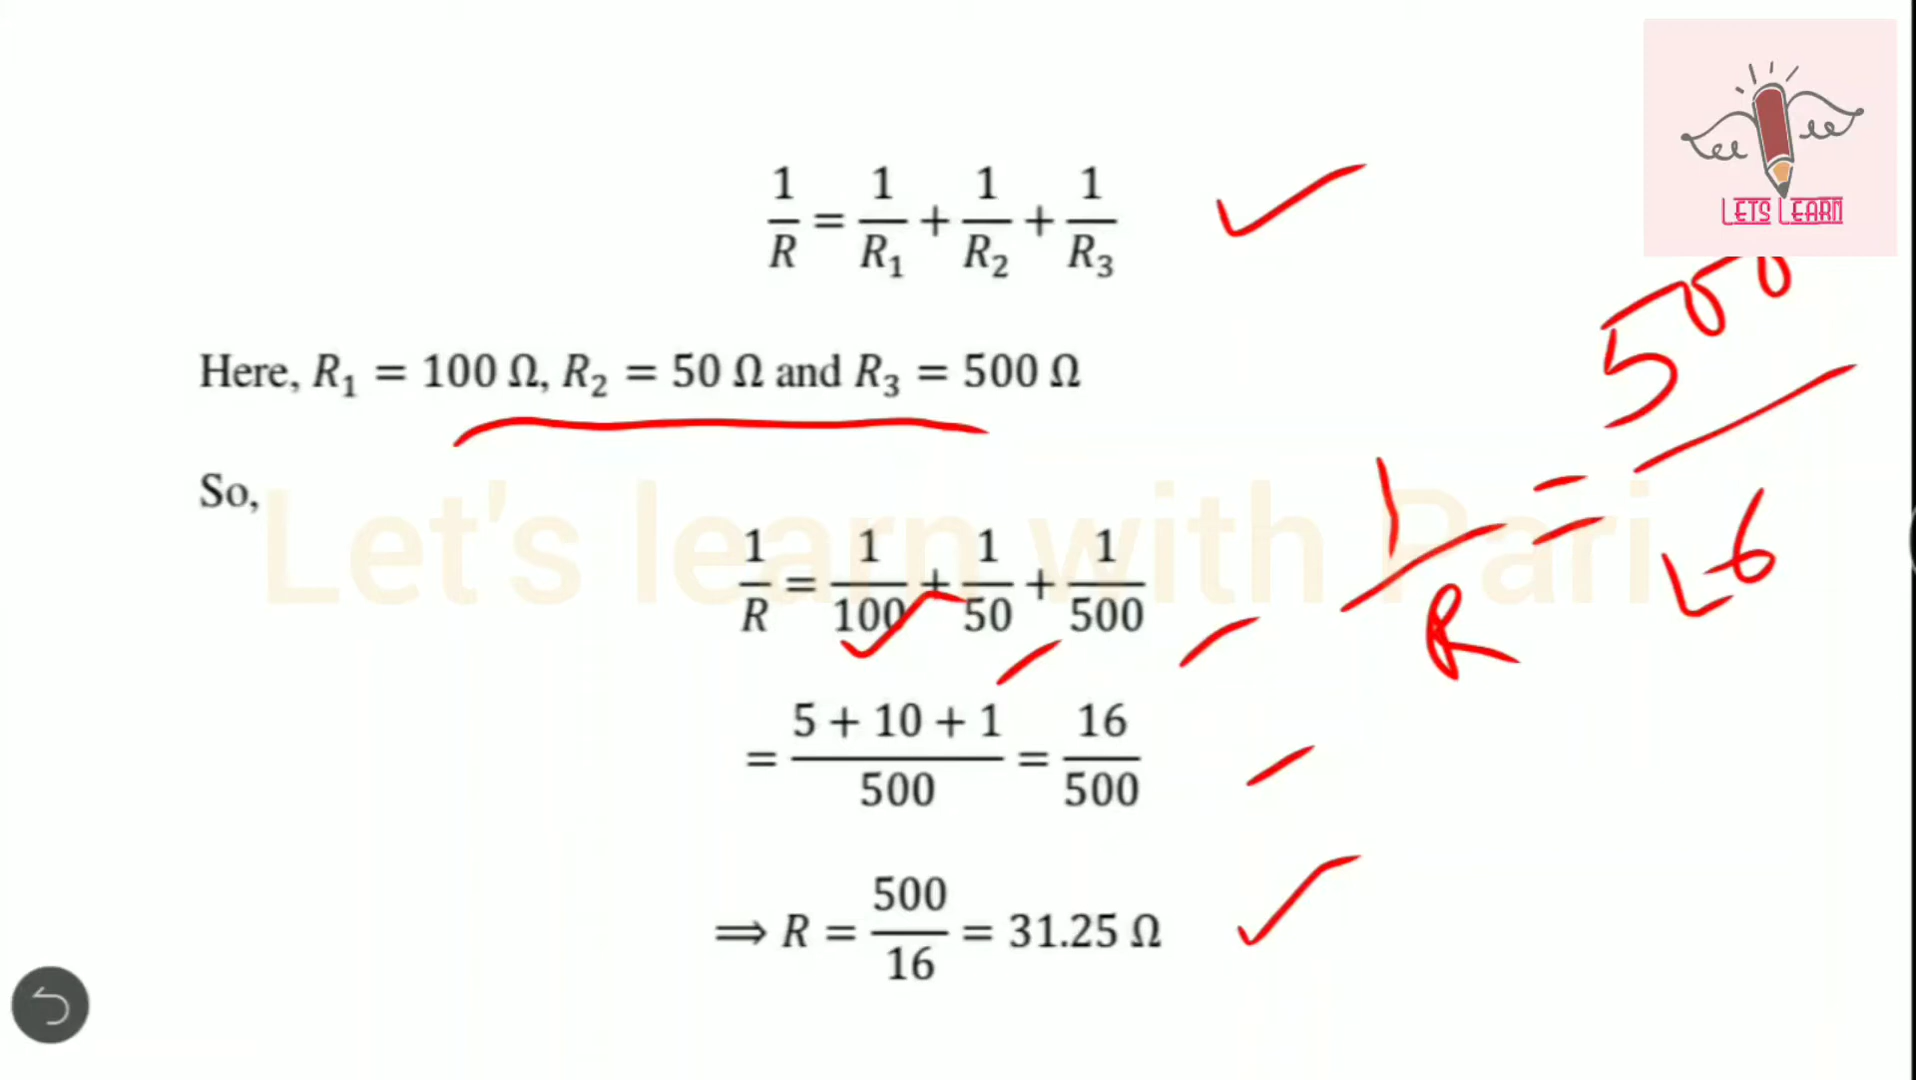 LETS LEARN
1/R = 1/R₁ + 1/R₂ + 1/R₃
500
Here, R₁ = 100 Ω, R₂ = 50 Ω and R₃ = 500 Ω
So,
Let's learn with Pari
1/R = 1/100 + 1/50 + 1/500
1/R =
= (5 + 10 + 1)/500 = 16/500
⟹ R = 500/16 = 31.25 Ω